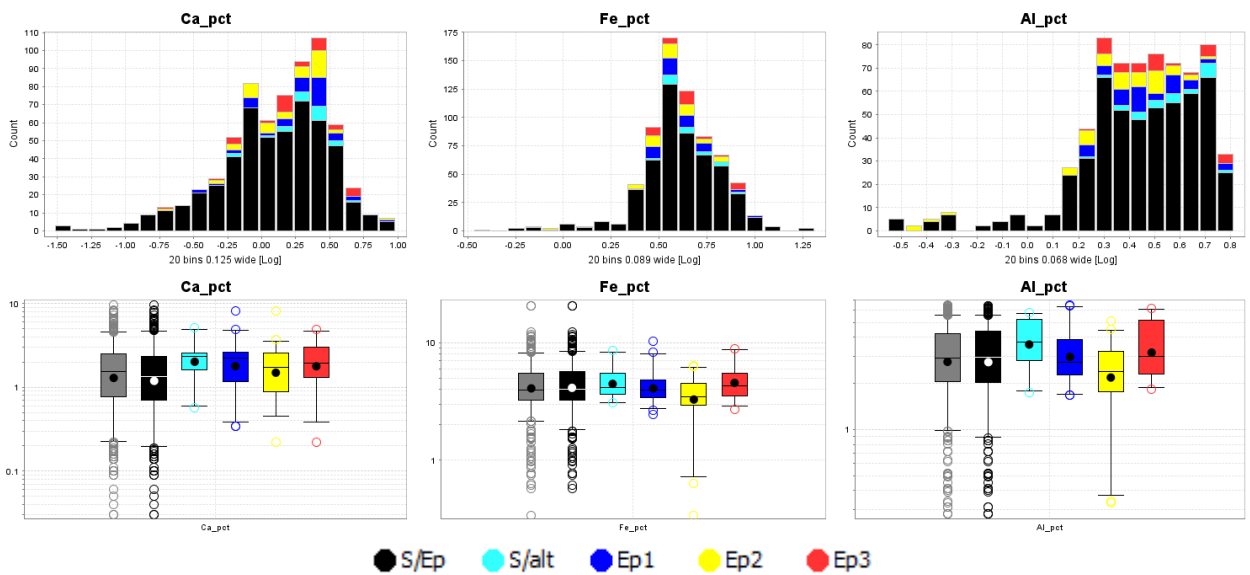 Ca_pct
Fe_pct
Al_pct
Count
110
100
90
80
70
60
50
40
30
20
10
0
-1.50 -1.25 -1.00 -0.75 -0.50 -0.25 0.00 0.25 0.50 0.75 1.00
20 bins 0.125 wide [Log]
Count
175
150
125
100
75
50
25
0
-0.50 -0.25 0.00 0.25 0.50 0.75 1.00 1.25
20 bins 0.089 wide [Log]
Count
80
70
60
50
40
30
20
10
0
-0.5 -0.4 -0.3 -0.2 -0.1 0.0 0.1 0.2 0.3 0.4 0.5 0.6 0.7 0.8
20 bins 0.068 wide [Log]
Ca_pct
Fe_pct
Al_pct
10
1
0.1
Ca_pct
10
1
Fe_pct
1
Al_pct
S/Ep S/alt Ep1 Ep2 Ep3